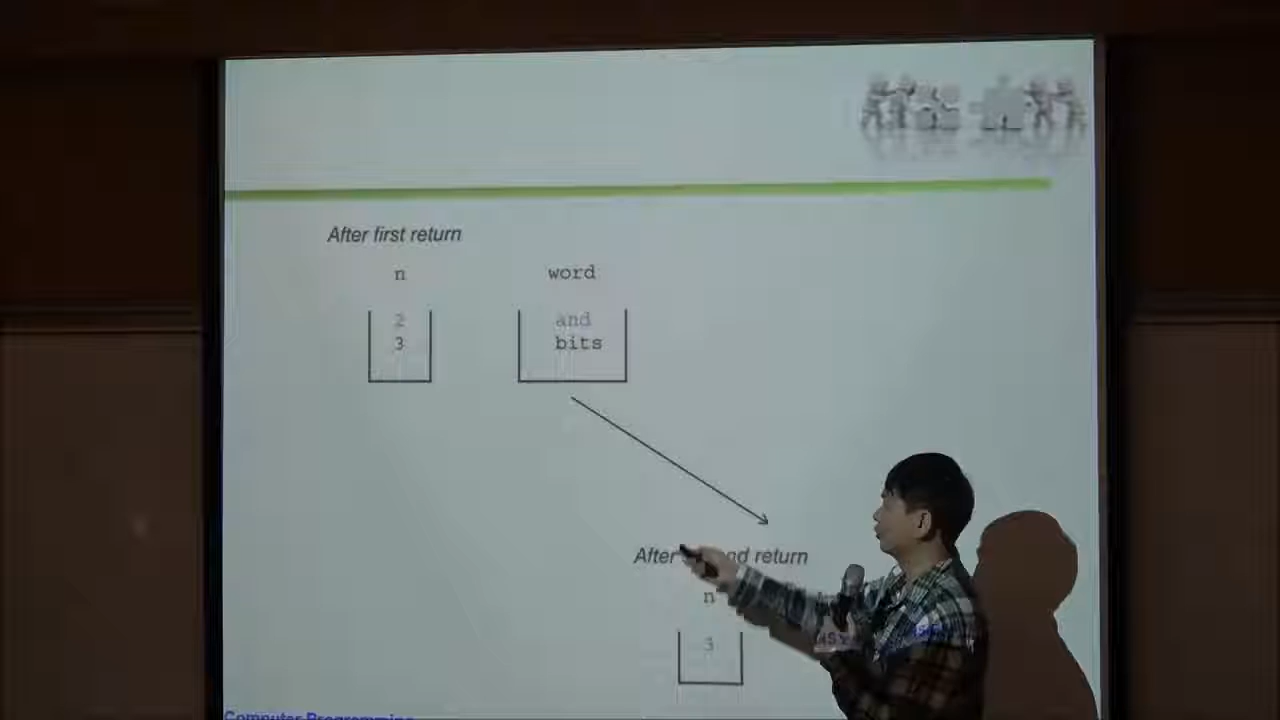 After first return
n word
2 and
3 bits
After second return
n
3
Computer Programming